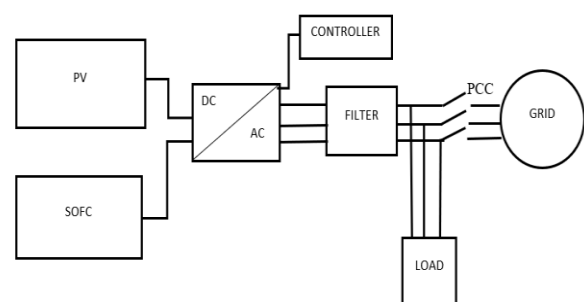 CONTROLLER
PV
DC
AC
FILTER
PCC
GRID
SOFC
LOAD